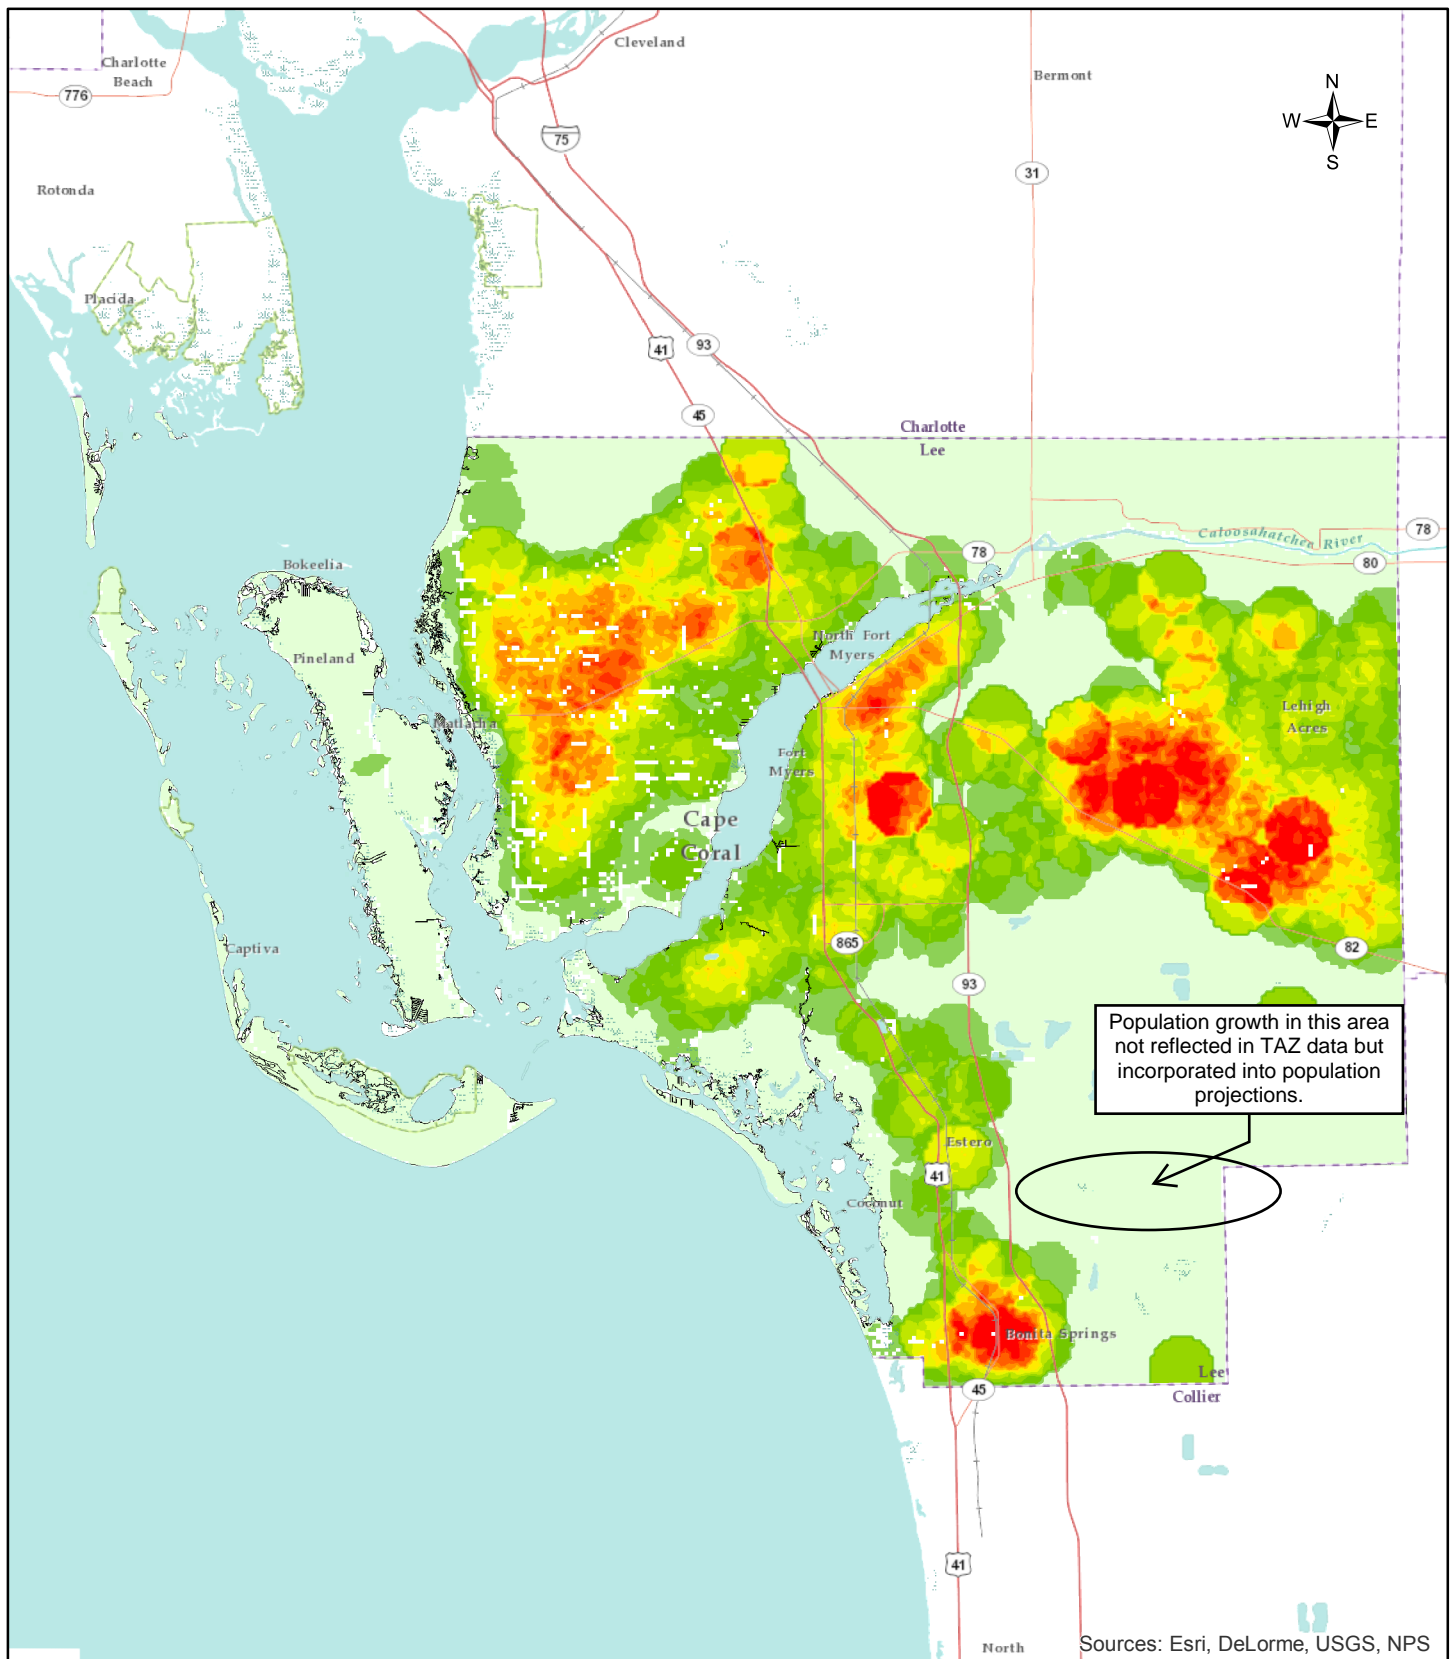 Cleveland
Charlotte
Beach
Bermont
776
75
N
W E
S
31
Rotonda
Placida
41
93
45
Charlotte
Lee
78
Caloosahatchee River
78
80
Bokeelia
North Fort
Myers
Pineland
Lehigh
Acres
Matlacha
Fort
Myers
Cape
Coral
865
82
Captiva
93
Population growth in this area
not reflected in TAZ data but
incorporated into population
projections.
Estero
41
Coconut
Bonita Springs
Lee
45
Collier
41
North
Sources: Esri, DeLorme, USGS, NPS